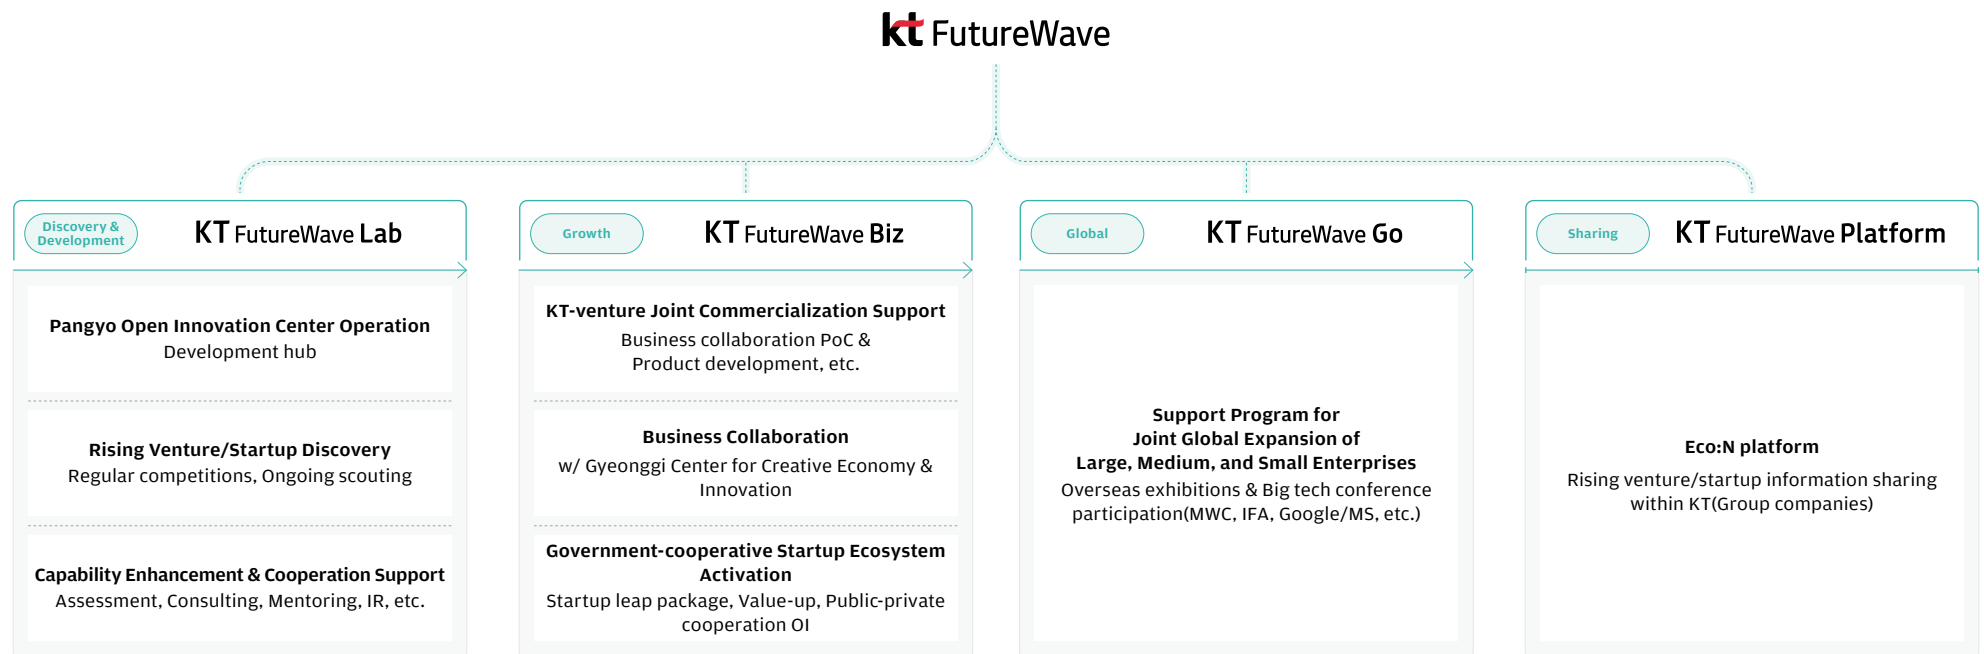 kt FutureWave
Discovery &
Development
KT FutureWave Lab
Pangyo Open Innovation Center Operation
Development hub
Rising Venture/Startup Discovery
Regular competitions, Ongoing scouting
Capability Enhancement & Cooperation Support
Assessment, Consulting, Mentoring, IR, etc.
Growth
KT FutureWave Biz
KT-venture Joint Commercialization Support
Business collaboration PoC &
Product development, etc.
Business Collaboration
w/ Gyeonggi Center for Creative Economy &
Innovation
Government-cooperative Startup Ecosystem
Activation
Startup leap package, Value-up, Public-private
cooperation OI
Global
KT FutureWave Go
Support Program for
Joint Global Expansion of
Large, Medium, and Small Enterprises
Overseas exhibitions & Big tech conference
participation(MWC, IFA, Google/MS, etc.)
Sharing
KT FutureWave Platform
Eco:N platform
Rising venture/startup information sharing
within KT(Group companies)